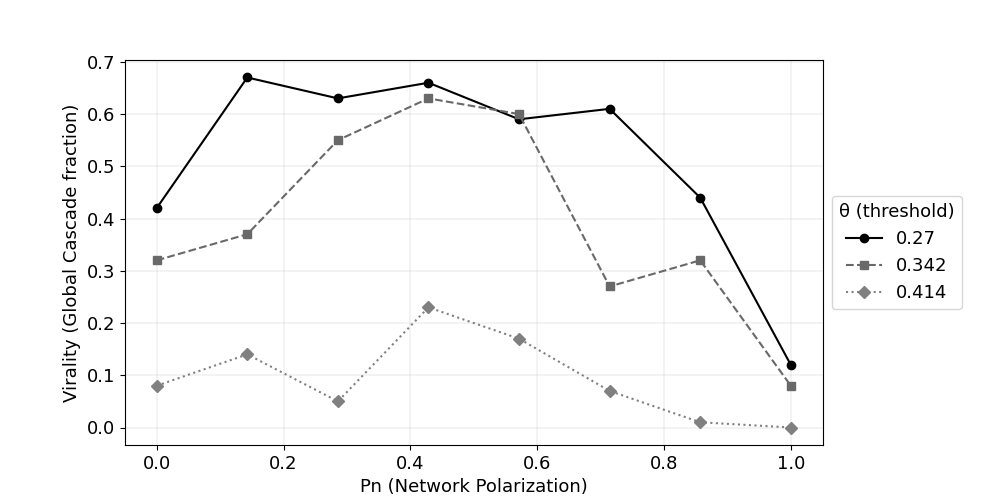 0.7
0.6
0.5
0.4
0.3
0.2
0.1
0.0
Virality (Global Cascade fraction)
0.0 0.2 0.4 0.6 0.8 1.0
Pn (Network Polarization)
θ (threshold)
0.27
0.342
0.414